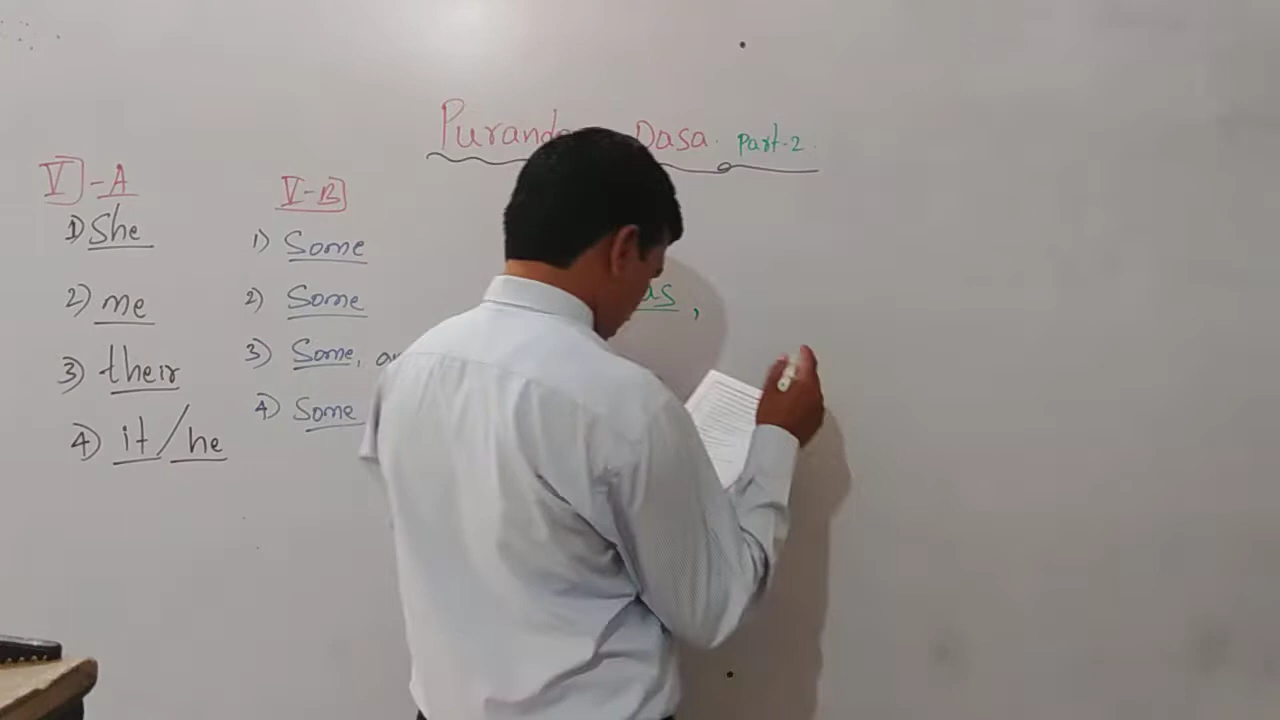 Purand Dasa. Part-2.
V-A
1) She
2) me
3) their
4) it/he
V-B
1) Some
2) Some
3) Some,
4) Some
as,